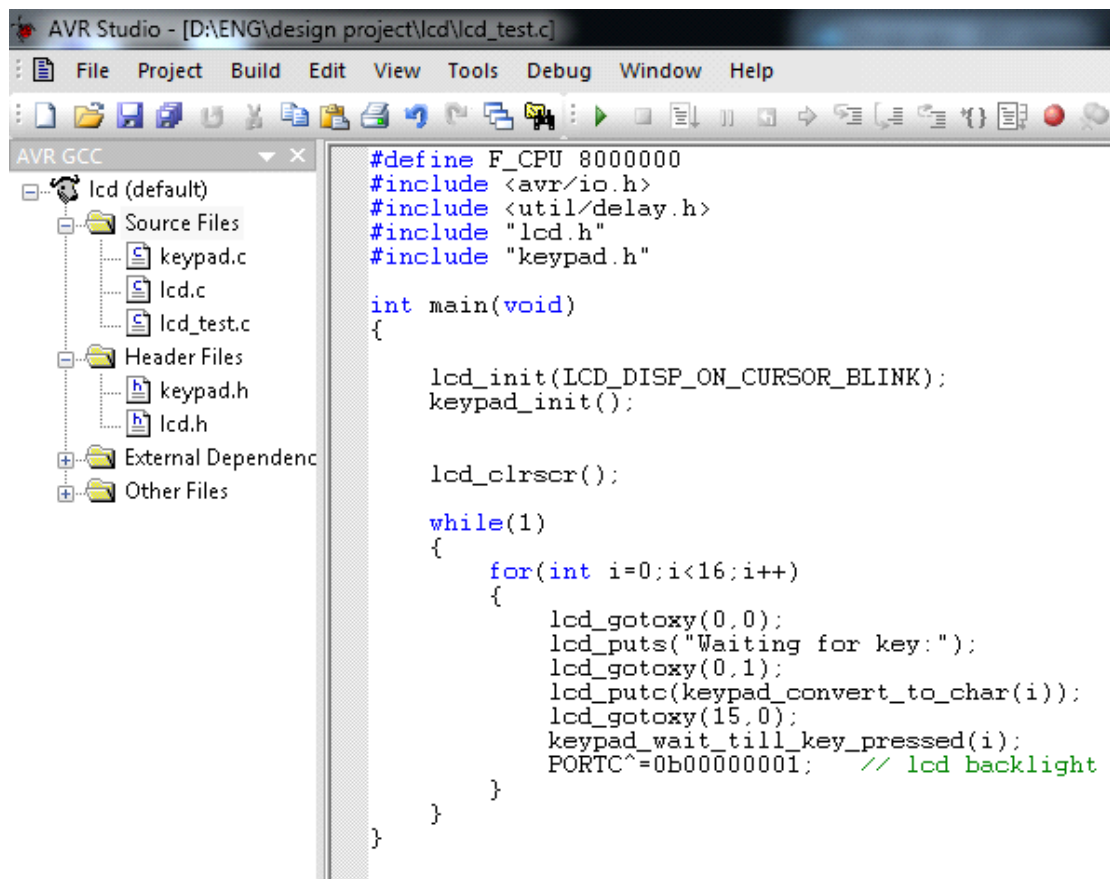 AVR Studio - [D:\ENG\design project\lcd\lcd_test.c]
File Project Build Edit View Tools Debug Window Help
AVR GCC
lcd (default)
Source Files
keypad.c
lcd.c
lcd_test.c
Header Files
keypad.h
lcd.h
External Dependenc
Other Files
#define F_CPU 8000000
#include <avr/io.h>
#include <util/delay.h>
#include "lcd.h"
#include "keypad.h"
int main(void)
{
lcd_init(LCD_DISP_ON_CURSOR_BLINK);
keypad_init();
lcd_clrscr();
while(1)
{
for(int i=0;i<16;i++)
{
lcd_gotoxy(0,0);
lcd_puts("Waiting for key:");
lcd_gotoxy(0,1);
lcd_putc(keypad_convert_to_char(i));
lcd_gotoxy(15,0);
keypad_wait_till_key_pressed(i);
PORTC^=0b00000001;   // lcd backlight
}
}
}